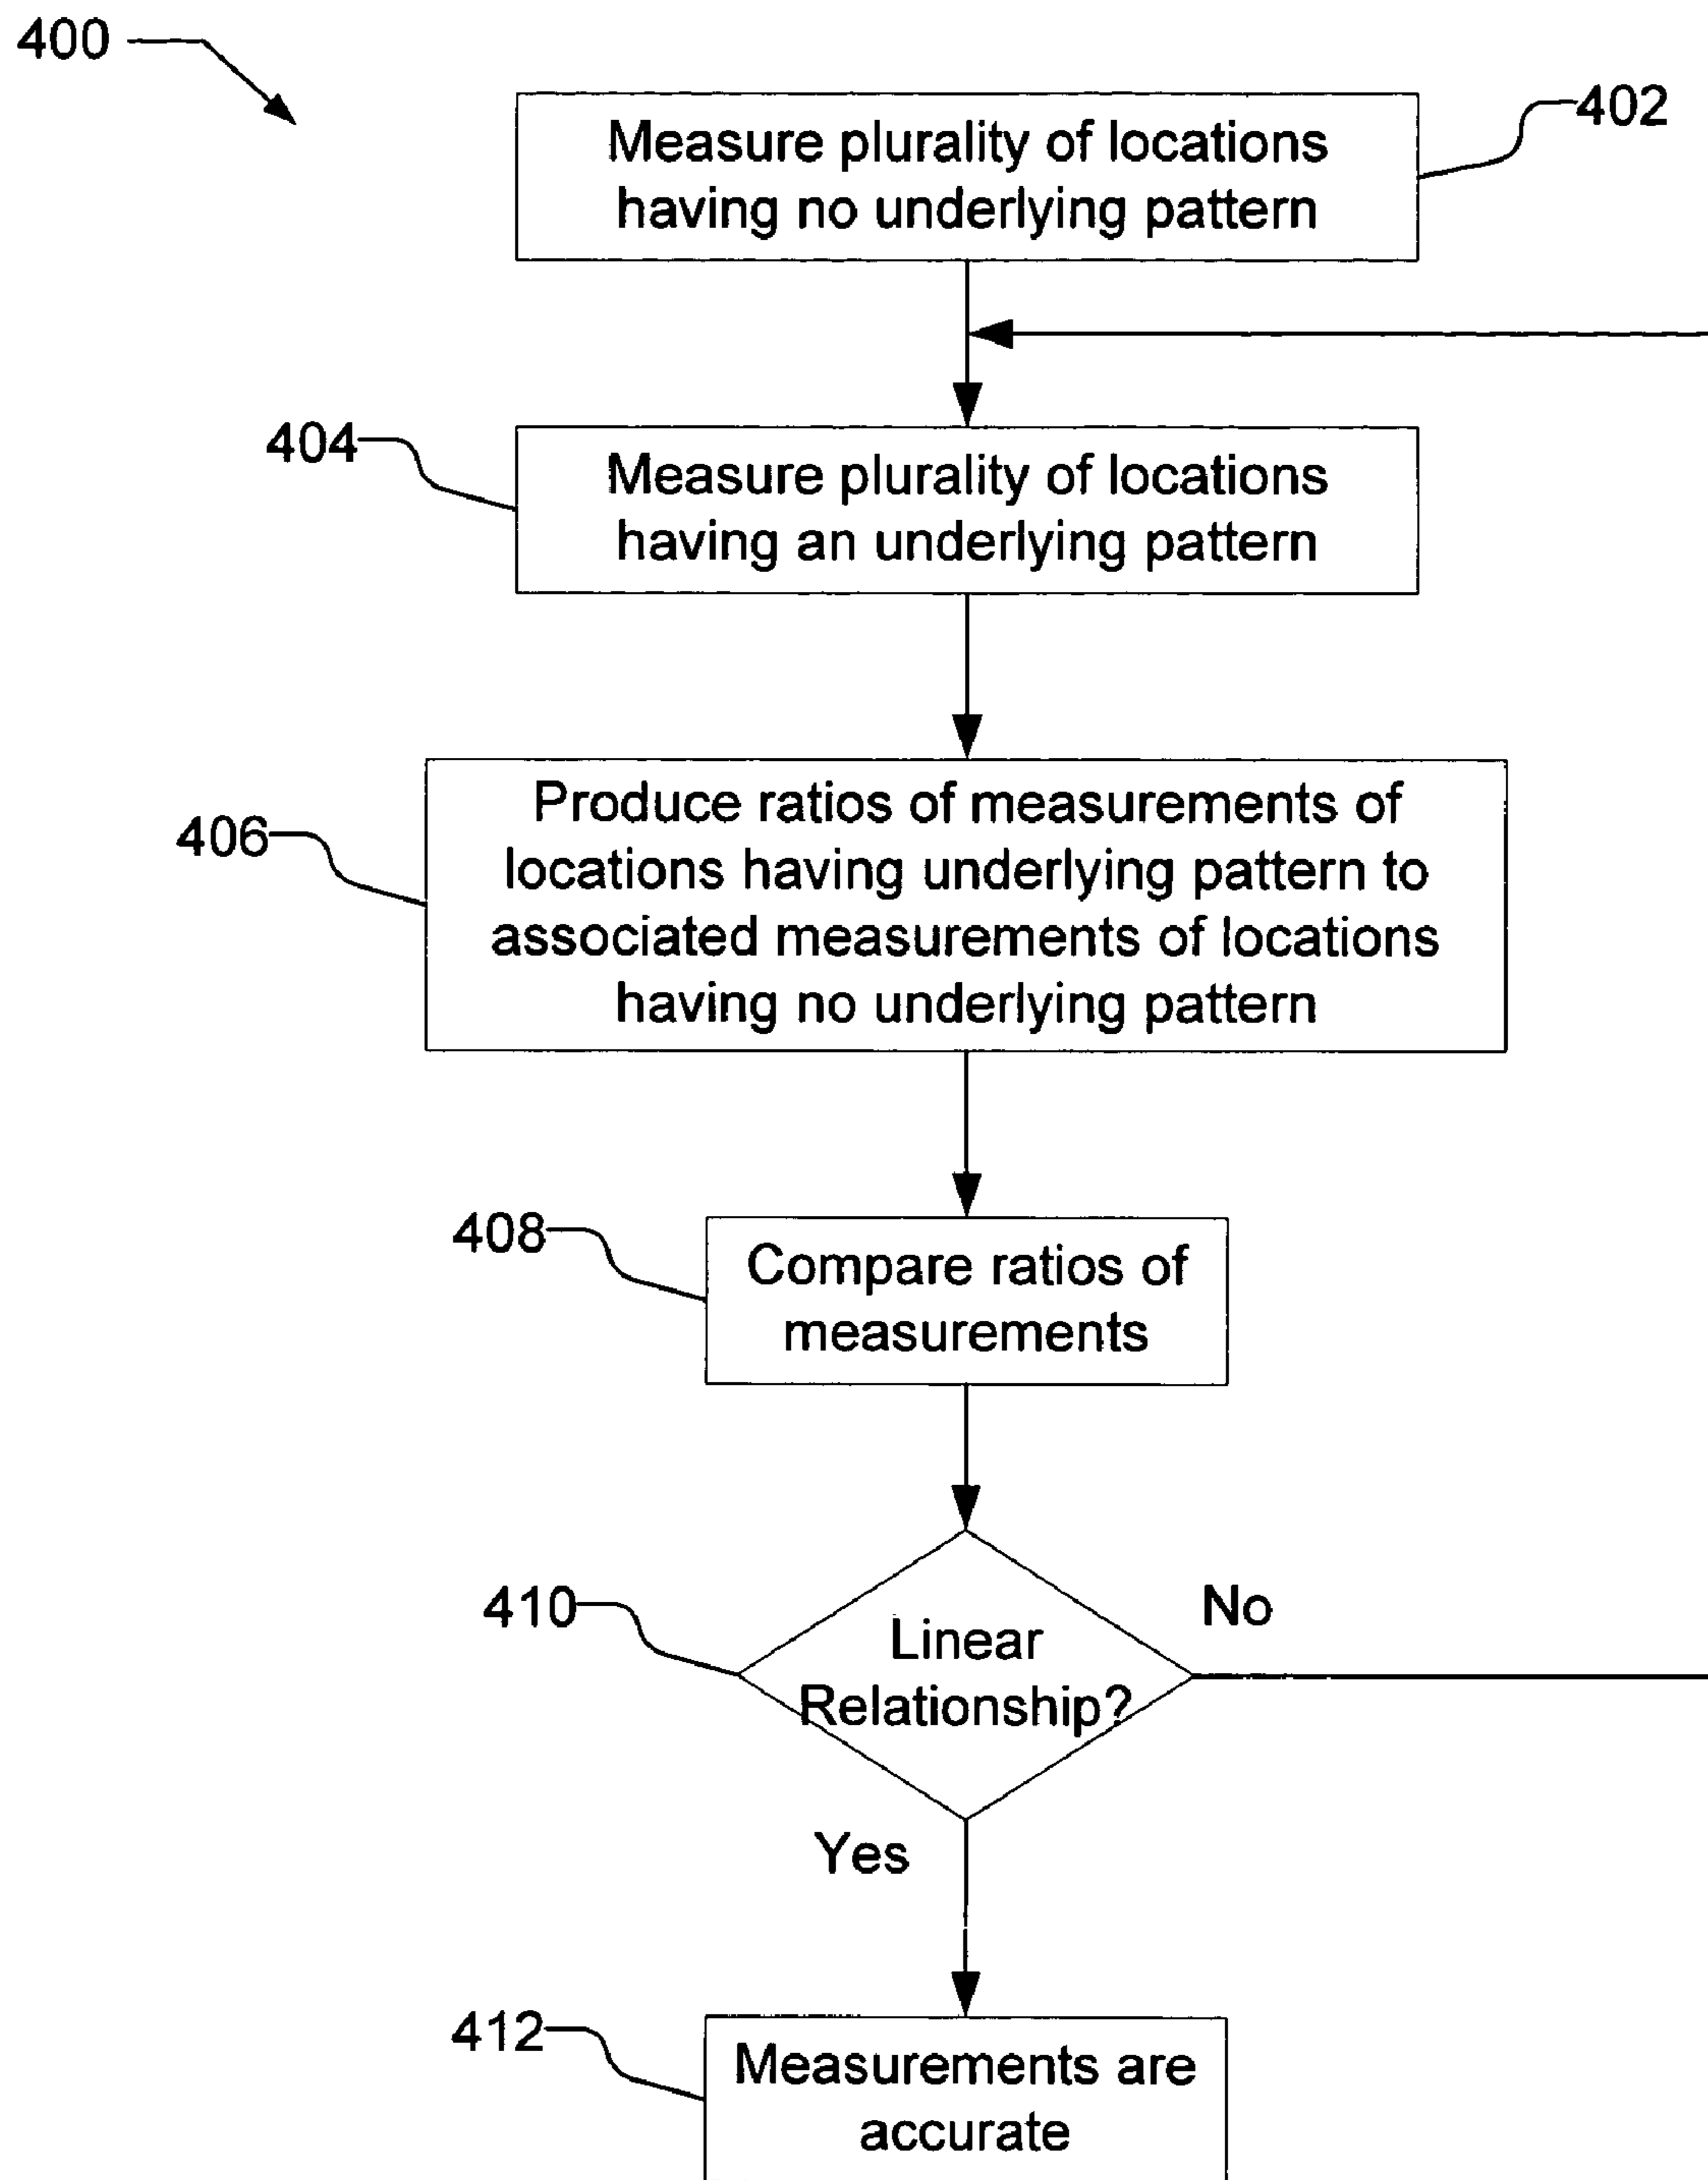 400
402
Measure plurality of locations
having no underlying pattern
404
Measure plurality of locations
having an underlying pattern
406
Produce ratios of measurements of
locations having underlying pattern to
associated measurements of locations
having no underlying pattern
408
Compare ratios of
measurements
410
Linear
Relationship?
No
Yes
412
Measurements are
accurate